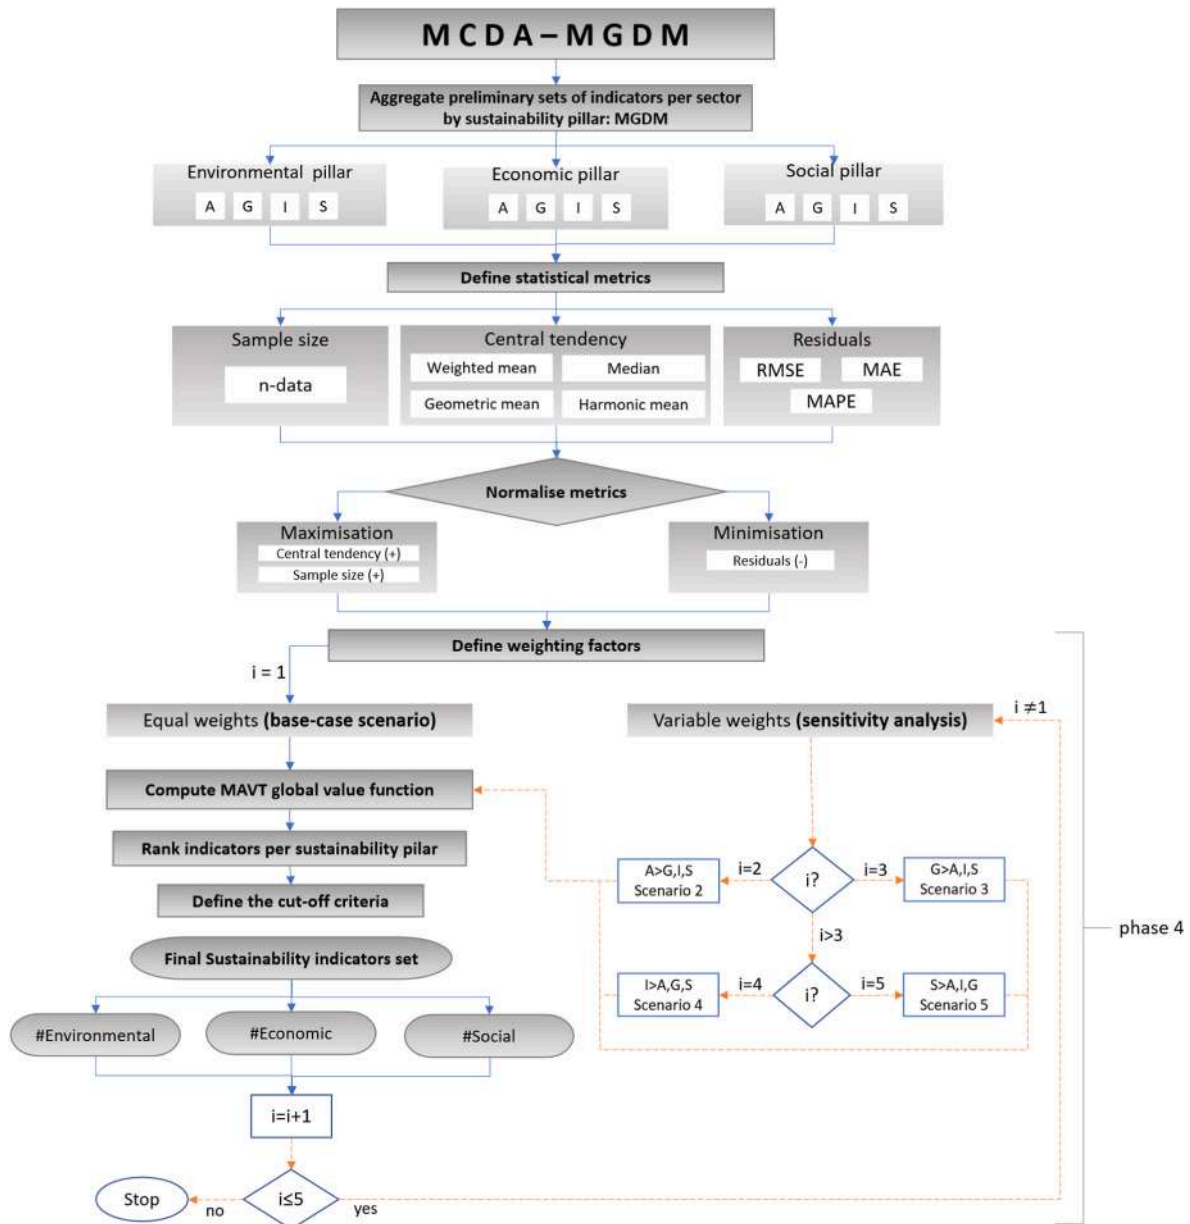 MCDA – MGDM
Aggregate preliminary sets of indicators per sector
by sustainability pillar: MGDM
Environmental pillar
A G I S
Economic pillar
A G I S
Social pillar
A G I S
Define statistical metrics
Sample size
n-data
Central tendency
Weighted mean
Median
Geometric mean
Harmonic mean
Residuals
RMSE
MAE
MAPE
Normalise metrics
Maximisation
Central tendency (+)
Sample size (+)
Minimisation
Residuals (-)
Define weighting factors
i = 1
Equal weights (base-case scenario)
Variable weights (sensitivity analysis)
i ≠1
Compute MAVT global value function
Rank indicators per sustainability pilar
Define the cut-off criteria
A>G,I,S
Scenario 2
i=2
i?
i=3
G>A,I,S
Scenario 3
i>3
I>A,G,S
Scenario 4
i=4
i?
i=5
S>A,I,G
Scenario 5
phase 4
Final Sustainability indicators set
#Environmental
#Economic
#Social
i=i+1
i≤5
Stop
no
yes